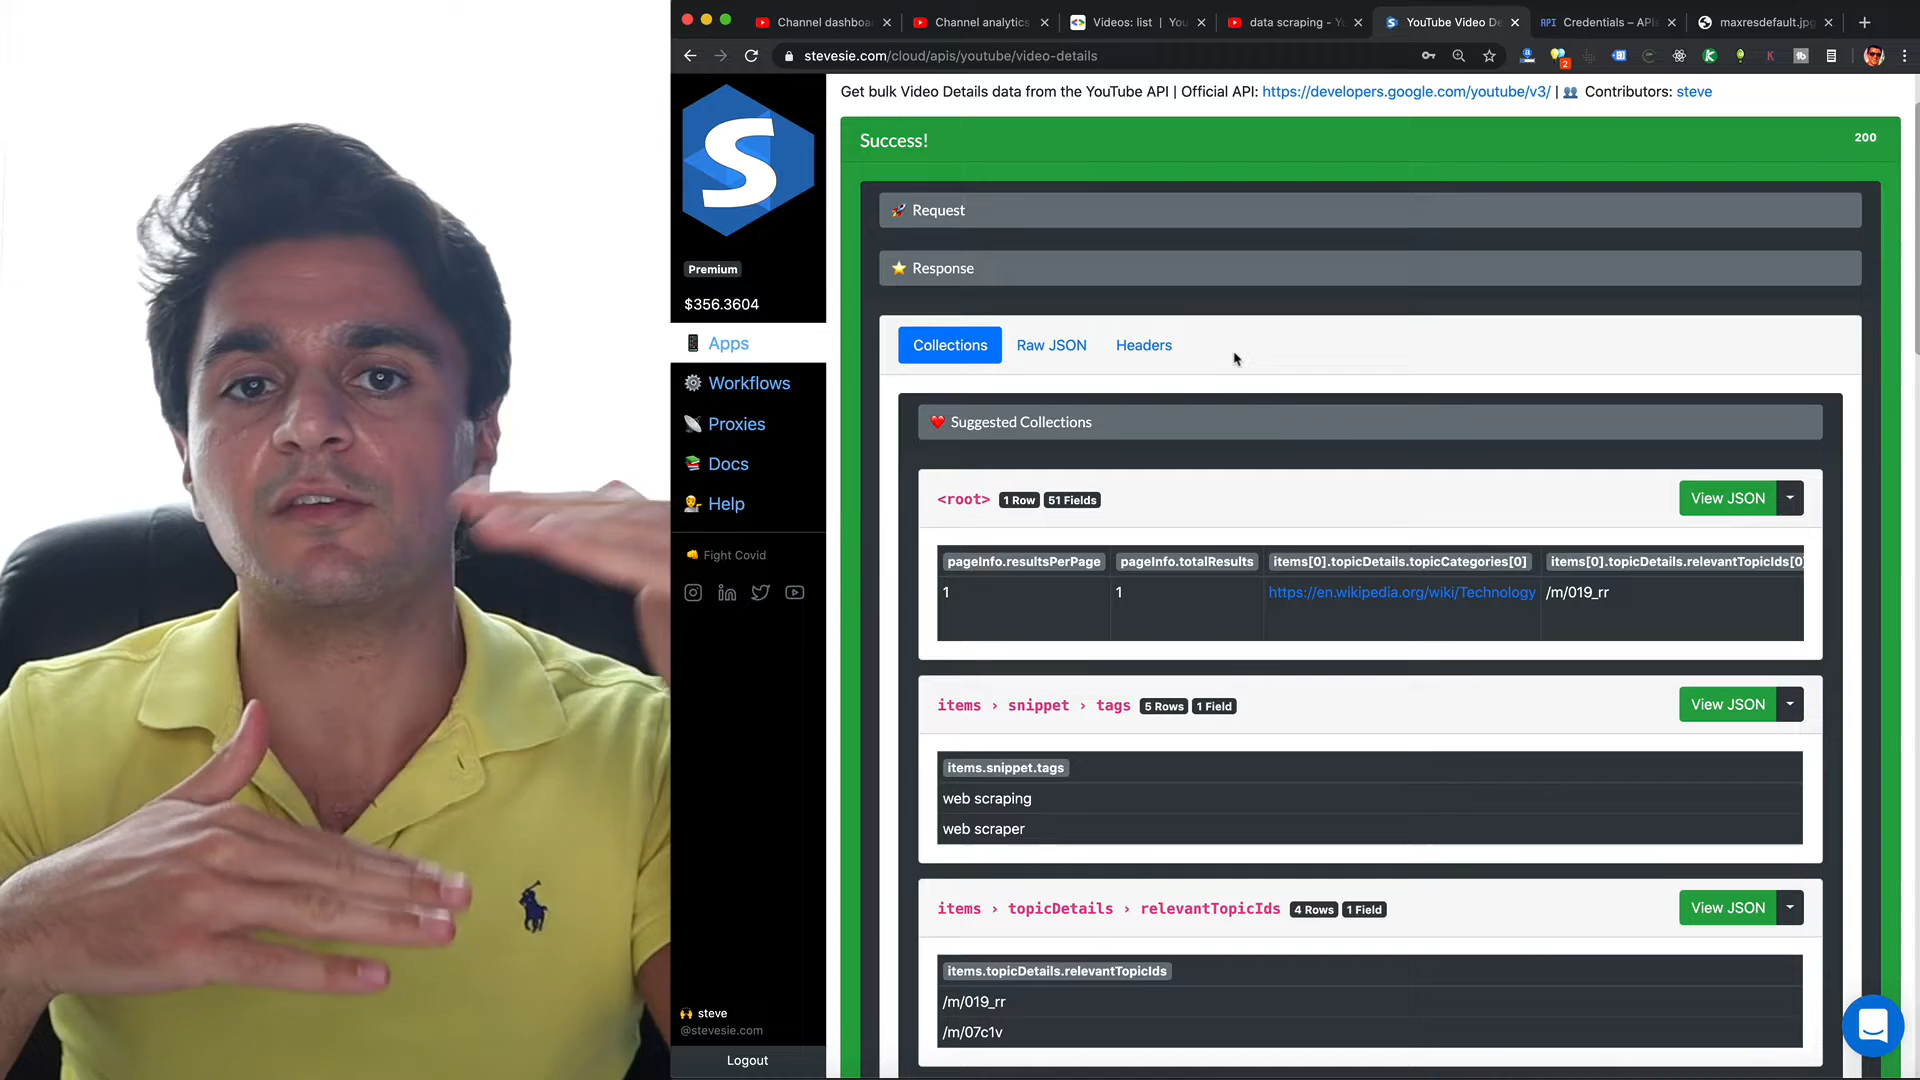 Channel dashboa
Channel analytics
Videos: list | You
data scraping - Y
YouTube Video De
API Credentials – APIs
maxresdefault.jpg
stevesie.com/cloud/apis/youtube/video-details
2
Get bulk Video Details data from the YouTube API | Official API: https://developers.google.com/youtube/v3/ | Contributors: steve
S
Premium
$356.3604
Apps
Workflows
Proxies
Docs
Help
Fight Covid
steve
@stevesie.com
Logout
Success!
200
Request
Response
Collections Raw JSON Headers
Suggested Collections
<root> 1 Row 51 Fields
View JSON
pageInfo.resultsPerPage pageInfo.totalResults items[0].topicDetails.topicCategories[0] items[0].topicDetails.relevantTopicIds[0]
1 1 https://en.wikipedia.org/wiki/Technology /m/019_rr
items › snippet › tags 5 Rows 1 Field
View JSON
items.snippet.tags
web scraping
web scraper
items › topicDetails › relevantTopicIds 4 Rows 1 Field
View JSON
items.topicDetails.relevantTopicIds
/m/019_rr
/m/07c1v